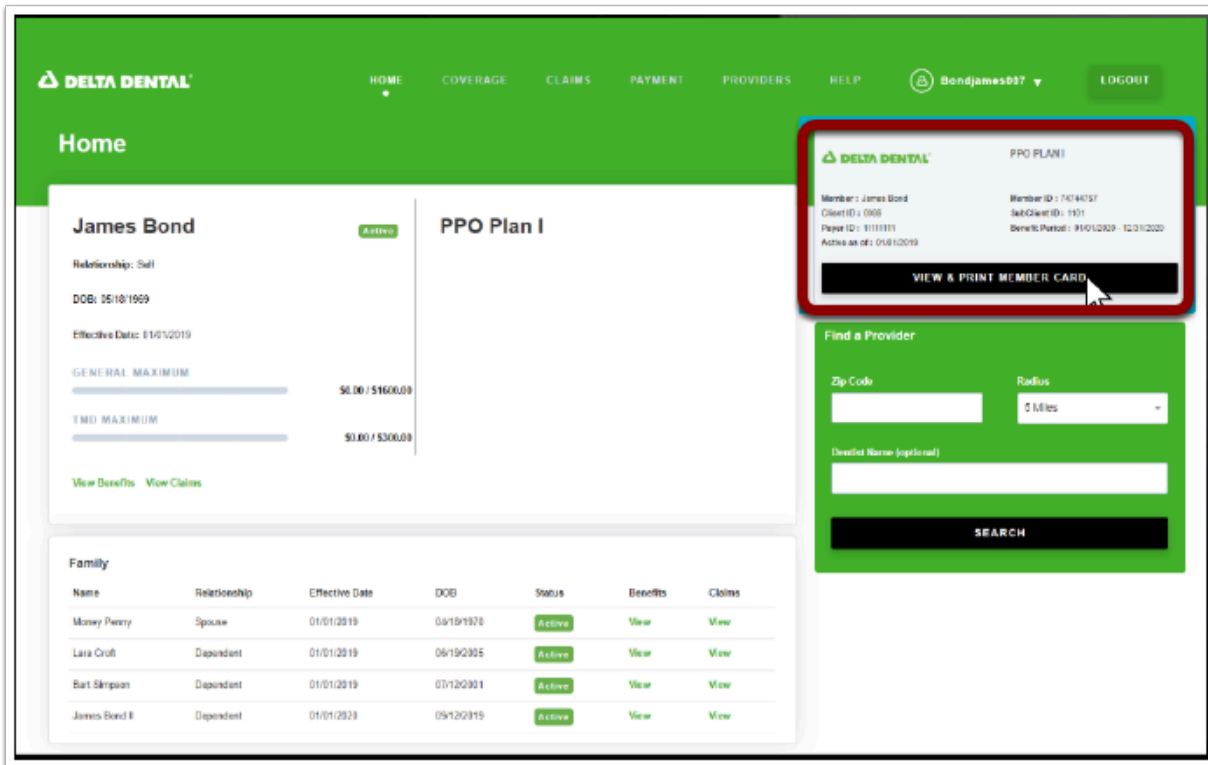 DELTA DENTAL
HOME COVERAGE CLAIMS PAYMENT PROVIDERS HELP Bondjames007 LOGOUT
Home
DELTA DENTAL PPO PLAN I
Member : James Bond Member ID : 74744757
Client ID : SubClient ID : 1101
Payer ID : 11111111 Benefit Period : 01/01/2020 - 12/31/2020
Active as of : 01/01/2019
VIEW & PRINT MEMBER CARD
James Bond Active PPO Plan I
Relationship: Self
DOB: 05/18/1969
Effective Date: 01/01/2019
GENERAL MAXIMUM
$0.00 / $1600.00
TMD MAXIMUM
$0.00 / $300.00
View Benefits View Claims
Find a Provider
Zip Code Radius
5 Miles
Dentist Name (optional)
SEARCH
Family
Name Relationship Effective Date DOB Status Benefits Claims
Money Penny Spouse 01/01/2019 Active View View
Lara Croft Dependent 01/01/2019 06/19/2005 Active View View
Bart Simpson Dependent 01/01/2019 07/12/2001 Active View View
James Bond II Dependent 01/01/2020 09/12/2019 Active View View